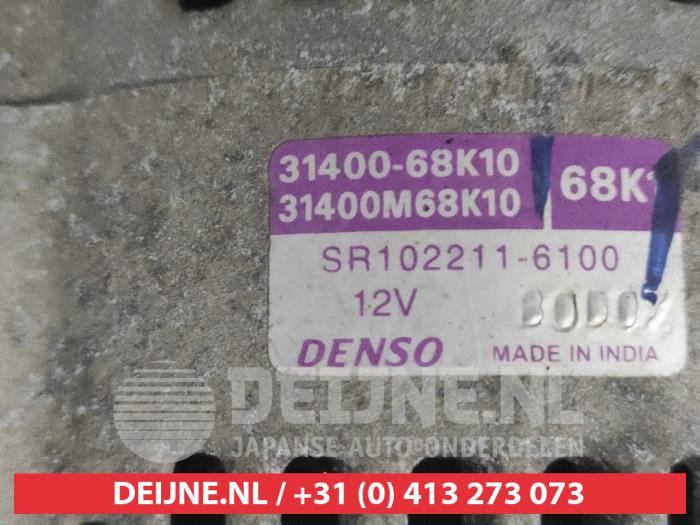 31400-68K10
31400M68K10
68K1
SR102211-6100
12V
DENSO MADE IN INDIA
DEIJNE.NL
JAPANSE AUTO-ONDERDELEN
DEIJNE.NL / +31 (0) 413 273 073